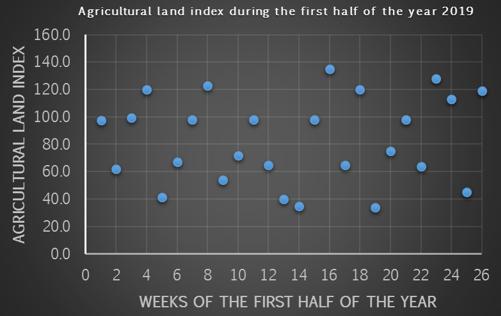 Agricultural land index during the first half of the year 2019
AGRICULTURAL LAND INDEX
160.0
140.0
120.0
100.0
80.0
60.0
40.0
20.0
0.0
0 2 4 6 8 10 12 14 16 18 20 22 24 26
WEEKS OF THE FIRST HALF OF THE YEAR